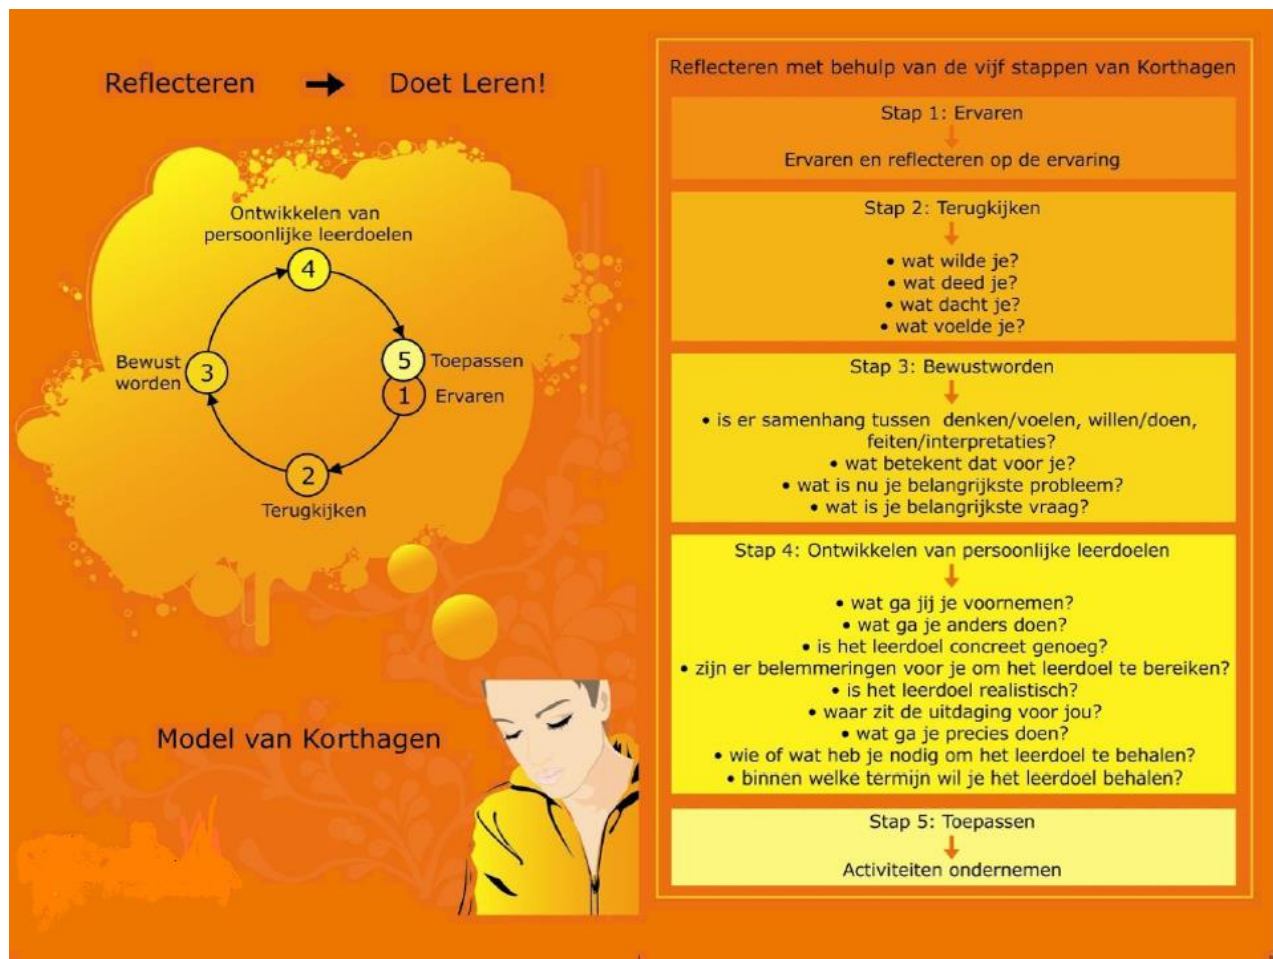 Reflecteren → Doet Leren!
Ontwikkelen van
persoonlijke leerdoelen
4
Bewust
worden
3
5 Toepassen
1 Ervaren
2
Terugkijken
Model van Korthagen
Reflecteren met behulp van de vijf stappen van Korthagen
Stap 1: Ervaren
Ervaren en reflecteren op de ervaring
Stap 2: Terugkijken
• wat wilde je?
• wat deed je?
• wat dacht je?
• wat voelde je?
Stap 3: Bewustworden
• is er samenhang tussen denken/voelen, willen/doen,
feiten/interpretaties?
• wat betekent dat voor je?
• wat is nu je belangrijkste probleem?
• wat is je belangrijkste vraag?
Stap 4: Ontwikkelen van persoonlijke leerdoelen
• wat ga jij je voornemen?
• wat ga je anders doen?
• is het leerdoel concreet genoeg?
• zijn er belemmeringen voor je om het leerdoel te bereiken?
• is het leerdoel realistisch?
• waar zit de uitdaging voor jou?
• wat ga je precies doen?
• wie of wat heb je nodig om het leerdoel te behalen?
• binnen welke termijn wil je het leerdoel behalen?
Stap 5: Toepassen
Activiteiten ondernemen